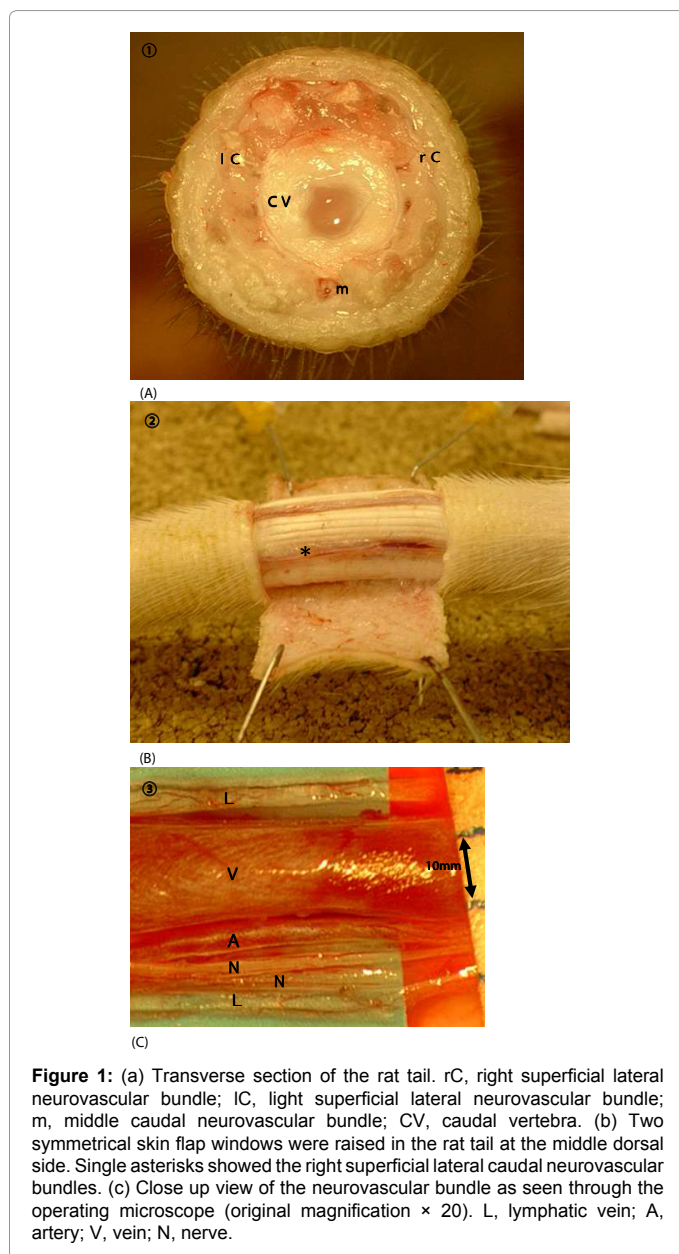 ①
l C
r C
C V
m
(A)
②
*
(B)
③
L
V
10mm
A
N
N
L
(C)
Figure 1: (a) Transverse section of the rat tail. rC, right superficial lateral
neurovascular bundle; lC, light superficial lateral neurovascular bundle;
m, middle caudal neurovascular bundle; CV, caudal vertebra. (b) Two
symmetrical skin flap windows were raised in the rat tail at the middle dorsal
side. Single asterisks showed the right superficial lateral caudal neurovascular
bundles. (c) Close up view of the neurovascular bundle as seen through the
operating microscope (original magnification × 20). L, lymphatic vein; A,
artery; V, vein; N, nerve.